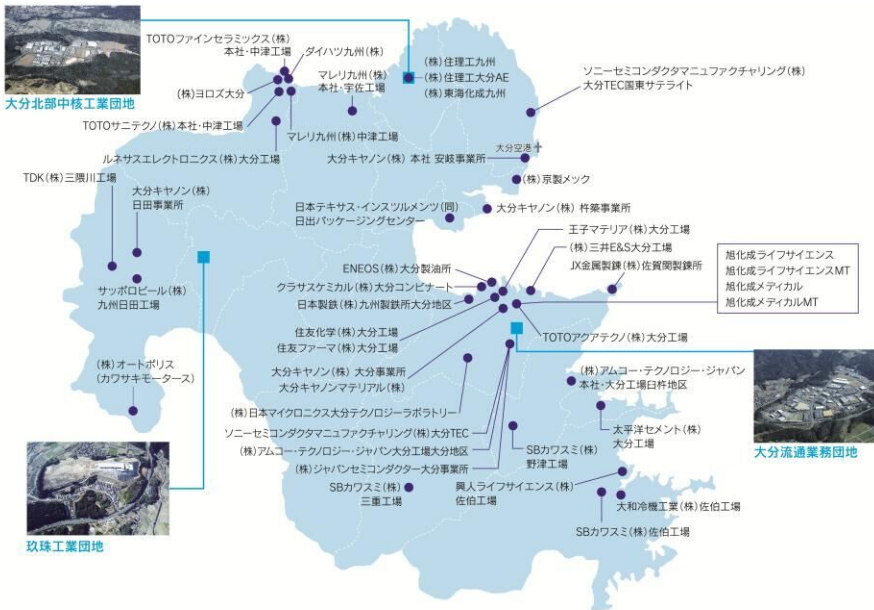 TOTOファインセラミックス(株)
本社・中津工場
ダイハツ九州(株)
マレリ九州(株)
本社・宇佐工場
(株)住理工九州
(株)住理工大分AE
(株)東海化成九州
ソニーセミコンダクタマニュファクチャリング(株)
大分TEC国東サテライト
大分北部中核工業団地
(株)ヨロズ大分
TOTOサニテクノ(株)本社・中津工場
マレリ九州(株)中津工場
ルネサスエレクトロニクス(株)大分工場
大分キヤノン(株) 本社 安岐事業所
大分空港
TDK(株)三隈川工場
大分キヤノン(株)
日田事業所
(株)京製メック
日本テキサス・インスツルメンツ(同)
日出パッケージングセンター
大分キヤノン(株) 杵築事業所
王子マテリア(株)大分工場
(株)三井E&S大分工場
JX金属製錬(株)佐賀関製錬所
旭化成ライフサイエンス
旭化成ライフサイエンスMT
旭化成メディカル
旭化成メディカルMT
ENEOS(株)大分製油所
クラサスケミカル(株)大分コンビナート
日本製鉄(株)九州製鉄所大分地区
サッポロビール(株)
九州日田工場
住友化学(株)大分工場
住友ファーマ(株)大分工場
TOTOアクアテクノ(株)大分工場
大分キヤノン(株) 大分事業所
大分キヤノンマテリアル(株)
(株)オートポリス
(カワサキモータース)
(株)アムコー・テクノロジー・ジャパン
本社・大分工場臼杵地区
(株)日本マイクロニクス大分テクノロジーラボラトリー
ソニーセミコンダクタマニュファクチャリング(株)大分TEC
(株)アムコー・テクノロジー・ジャパン大分工場大分地区
(株)ジャパンセミコンダクター大分事業所
太平洋セメント(株)
大分工場
大分流通業務団地
SBカワスミ(株)
野津工場
SBカワスミ(株)
三重工場
興人ライフサイエンス(株)
佐伯工場
大和冷機工業(株)佐伯工場
SBカワスミ(株)佐伯工場
玖珠工業団地